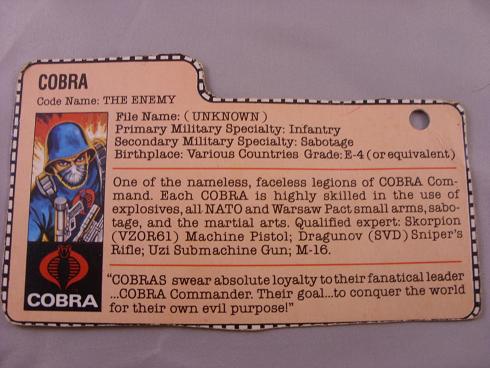 COBRA
Code Name: THE ENEMY
File Name: (UNKNOWN)
Primary Military Specialty: Infantry
Secondary Military Specialty: Sabotage
Birthplace: Various Countries Grade: E-4 (or equivalent)
One of the nameless, faceless legions of COBRA Com-
mand. Each COBRA is highly skilled in the use of
explosives, all NATO and Warsaw Pact small arms, sabo-
tage, and the martial arts. Qualified expert: Skorpion
(VZOR61) Machine Pistol; Dragunov (SVD) Sniper's
Rifle; Uzi Submachine Gun; M-16.
COBRA
"COBRAS swear absolute loyalty to their fanatical leader
...COBRA Commander. Their goal...to conquer the world
for their own evil purpose!"